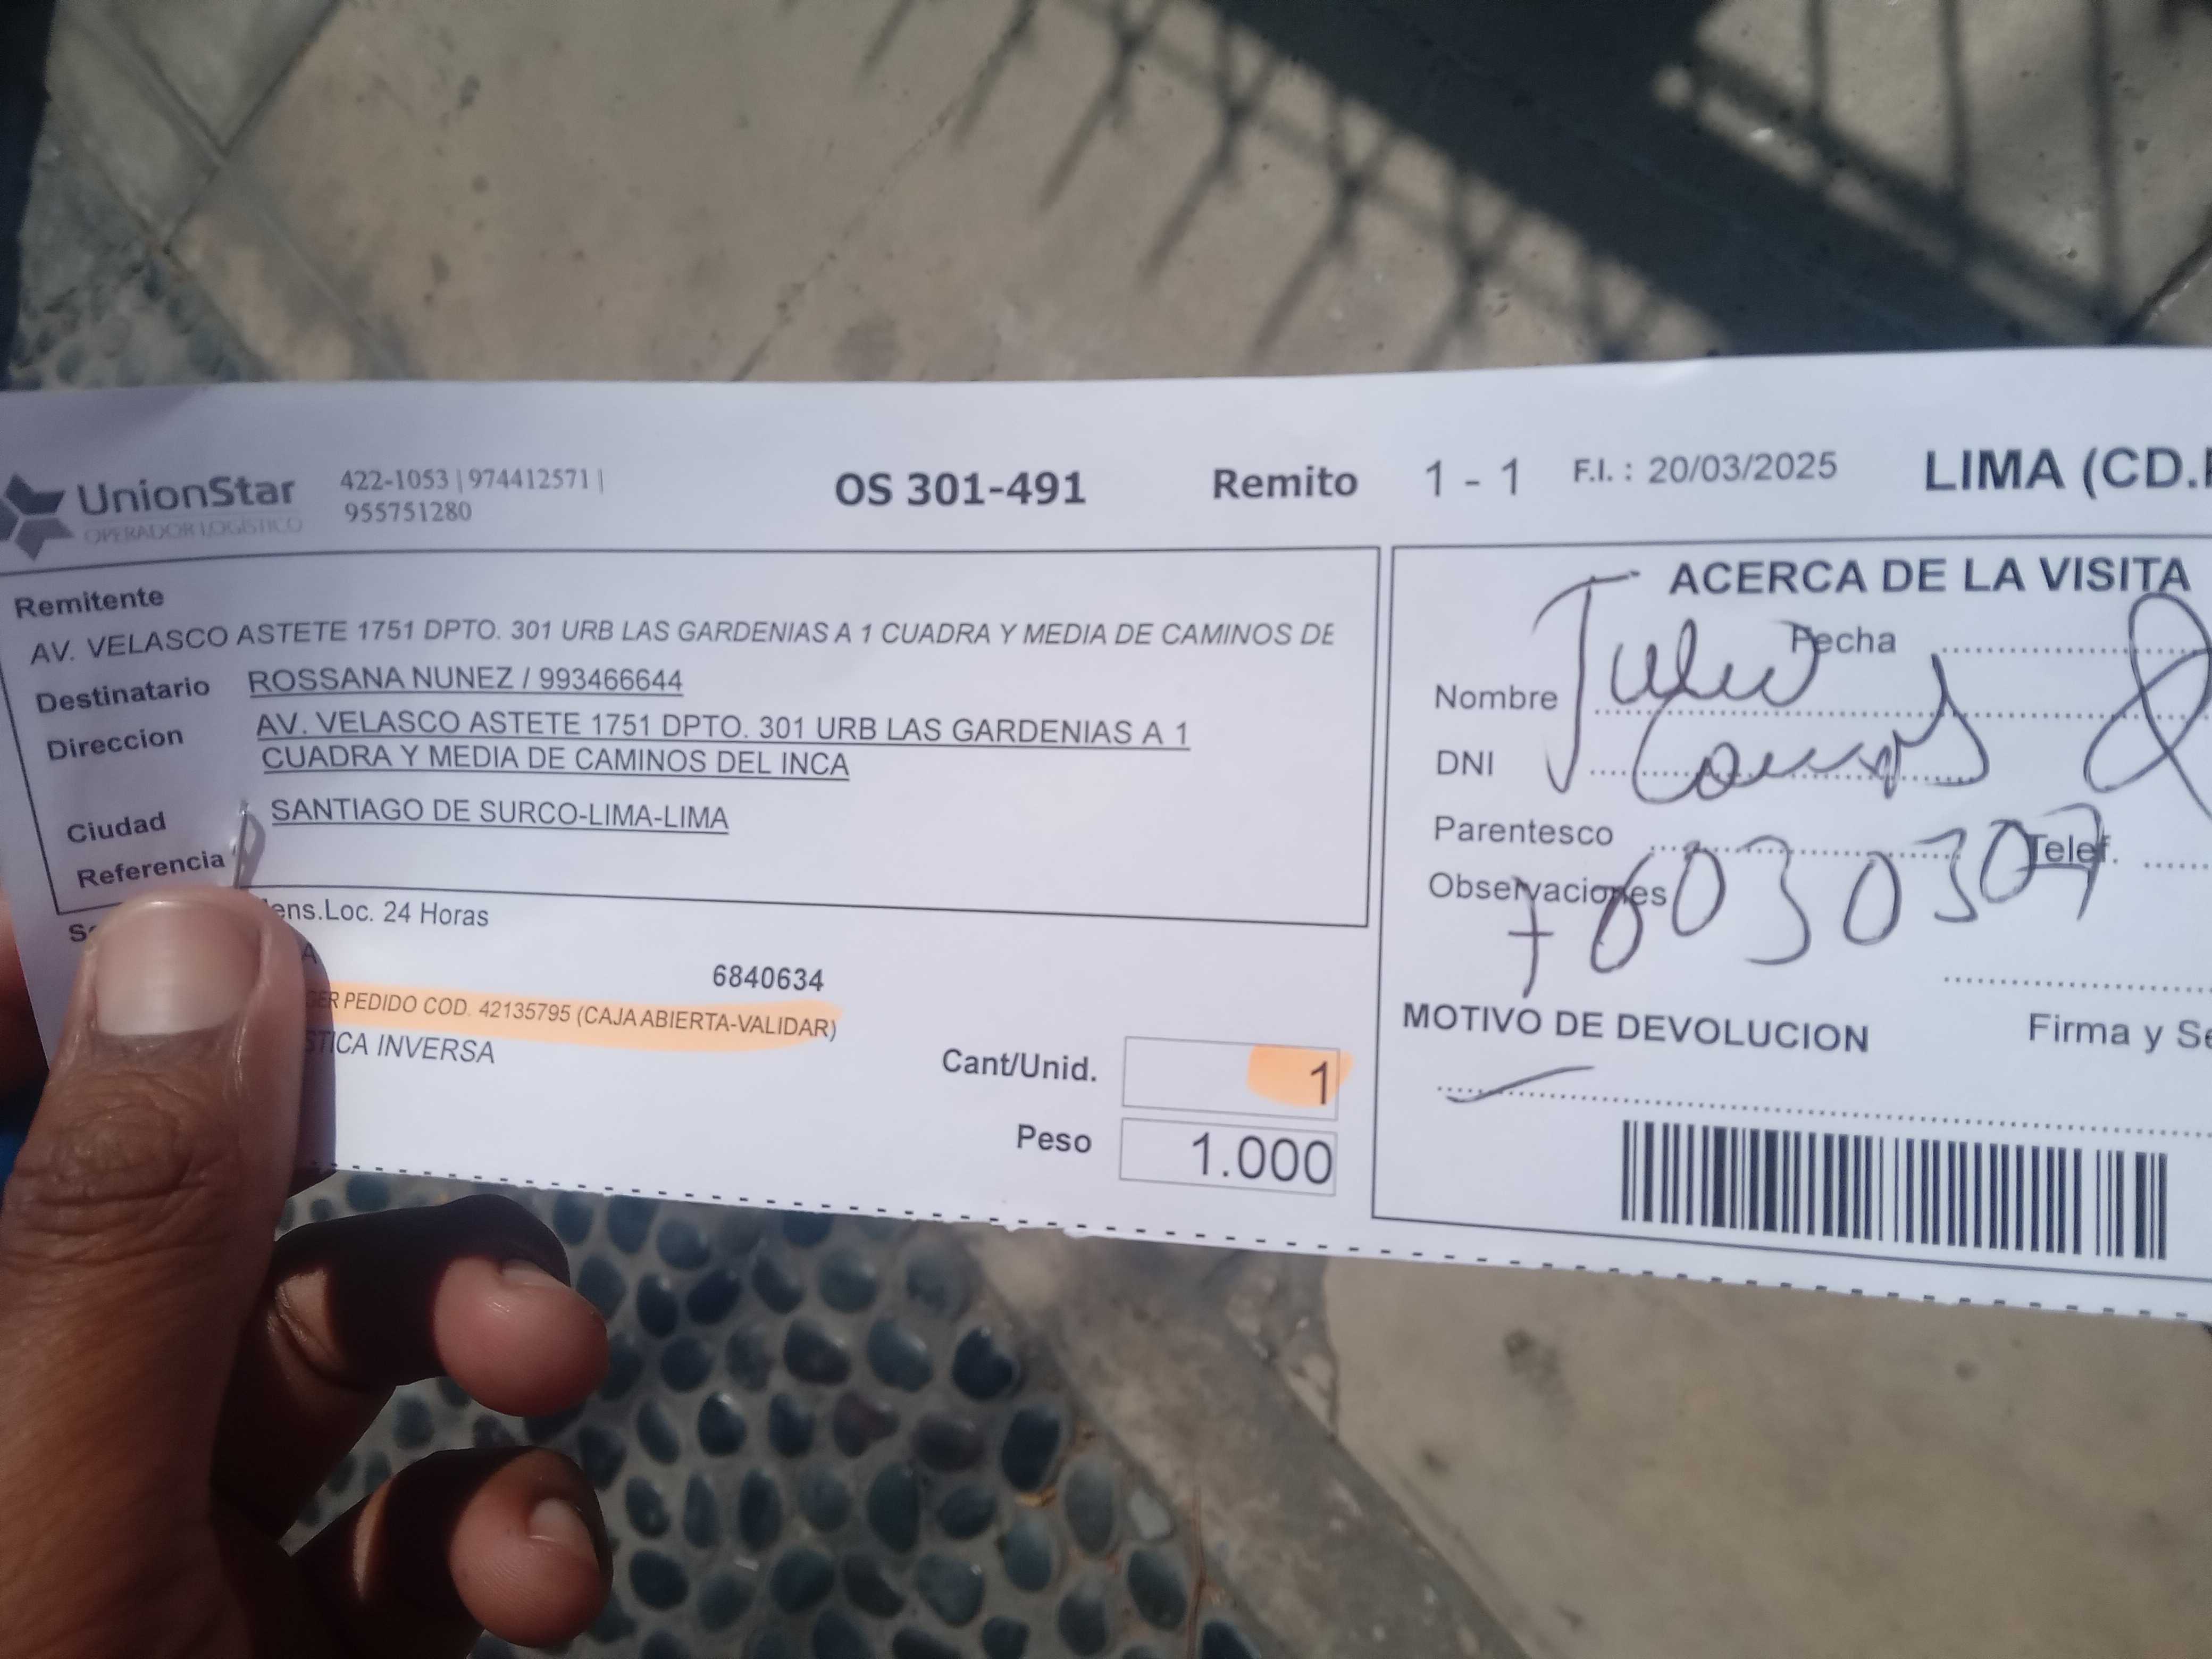 UnionStar
OPERADOR LOGÍSTICO
422-1053 | 974412571 |
955751280
OS 301-491
Remito 1 - 1
F.I. : 20/03/2025
LIMA (CD.
Remitente
AV. VELASCO ASTETE 1751 DPTO. 301 URB LAS GARDENIAS A 1 CUADRA Y MEDIA DE CAMINOS DE
Destinatario ROSSANA NUNEZ / 993466644
Direccion AV. VELASCO ASTETE 1751 DPTO. 301 URB LAS GARDENIAS A 1
CUADRA Y MEDIA DE CAMINOS DEL INCA
Ciudad SANTIAGO DE SURCO-LIMA-LIMA
Referencia
ens.Loc. 24 Horas
6840634
GER PEDIDO COD. 42135795 (CAJA ABIERTA-VALIDAR)
STICA INVERSA
Cant/Unid. 1
Peso 1.000
ACERCA DE LA VISITA
Fecha
Nombre Julio
DNI
Parentesco
Telef.
Observaciones
MOTIVO DE DEVOLUCION
Firma y Se